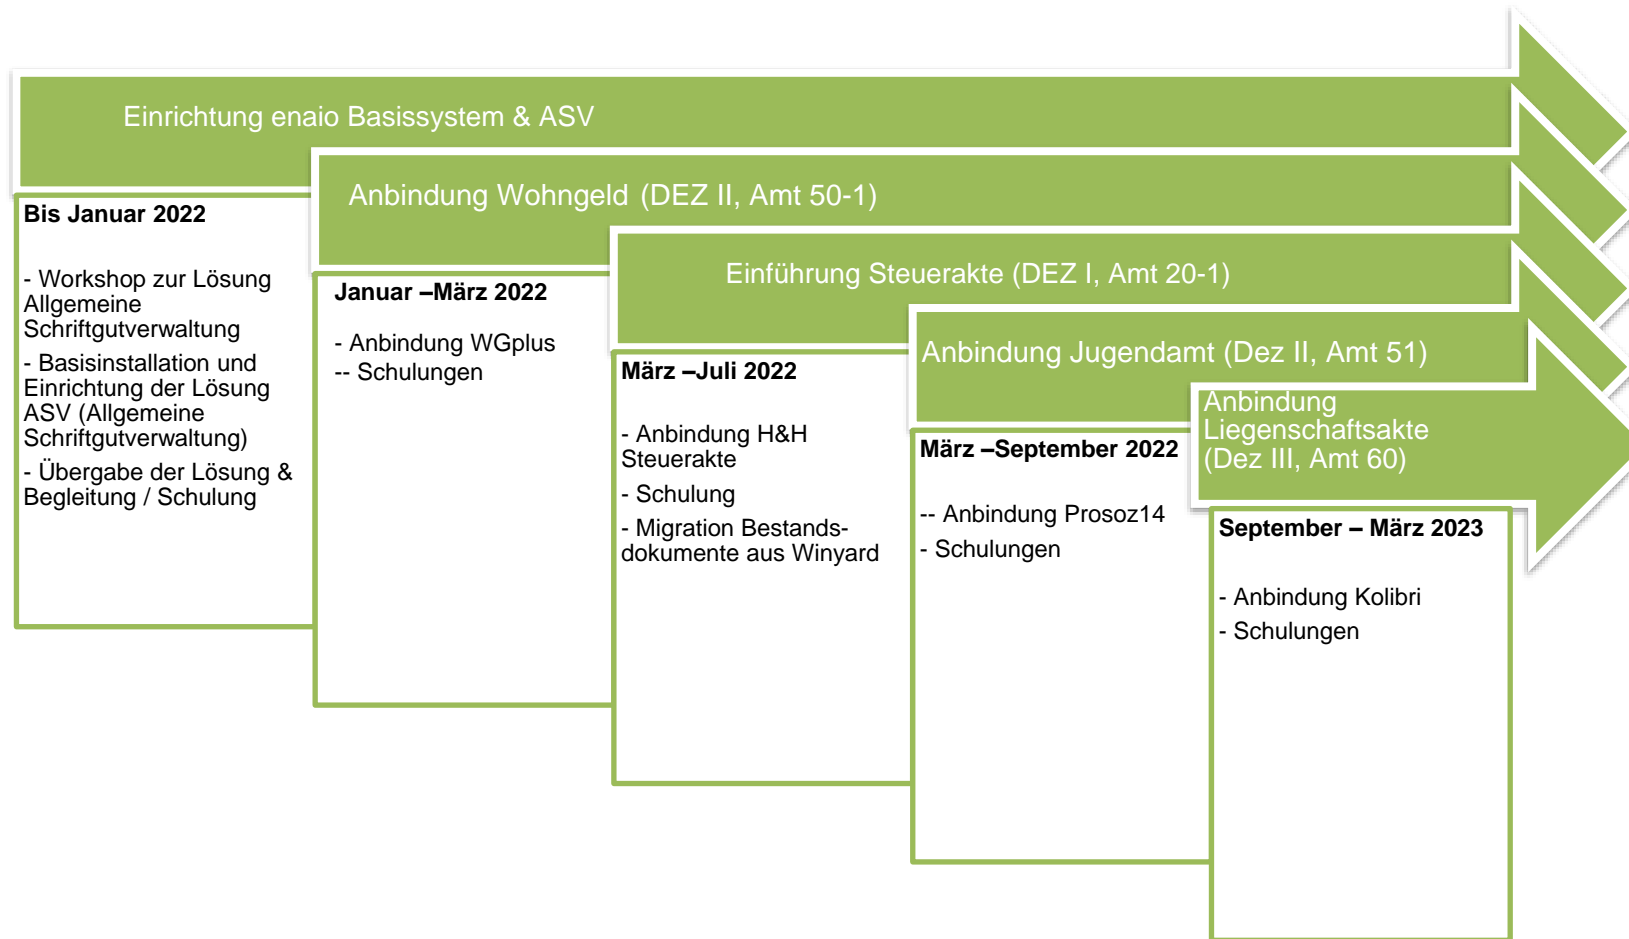 Einrichtung enaio Basissystem & ASV
Bis Januar 2022
- Workshop zur Lösung
Allgemeine
Schriftgutverwaltung
- Basisinstallation und
Einrichtung der Lösung
ASV (Allgemeine
Schriftgutverwaltung)
- Übergabe der Lösung &
Begleitung / Schulung
Anbindung Wohngeld (DEZ II, Amt 50-1)
Januar –März 2022
- Anbindung WGplus
-- Schulungen
Einführung Steuerakte (DEZ I, Amt 20-1)
März –Juli 2022
- Anbindung H&H
Steuerakte
- Schulung
- Migration Bestands-
dokumente aus Winyard
Anbindung Jugendamt (Dez II, Amt 51)
März –September 2022
-- Anbindung Prosoz14
- Schulungen
Anbindung
Liegenschaftsakte
(Dez III, Amt 60)
September – März 2023
- Anbindung Kolibri
- Schulungen